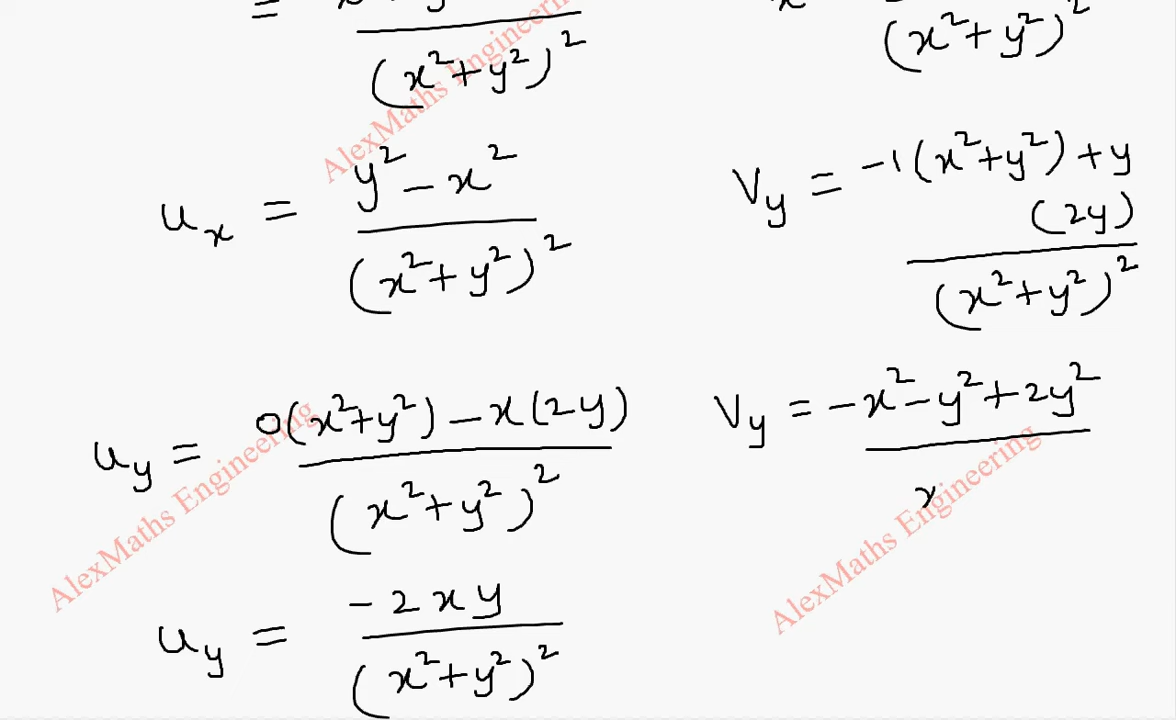 =
(x²+y²)²
(x²+y²)²
u_x = y²-x² / (x²+y²)²
V_y = -1(x²+y²)+y
(2y)
(x²+y²)²
u_y = 0(x²+y²)-x(2y) / (x²+y²)²
V_y = -x²-y²+2y²
x
u_y = -2xy / (x²+y²)²
AlexMaths Engineering
AlexMaths Engineering
AlexMaths Engineering